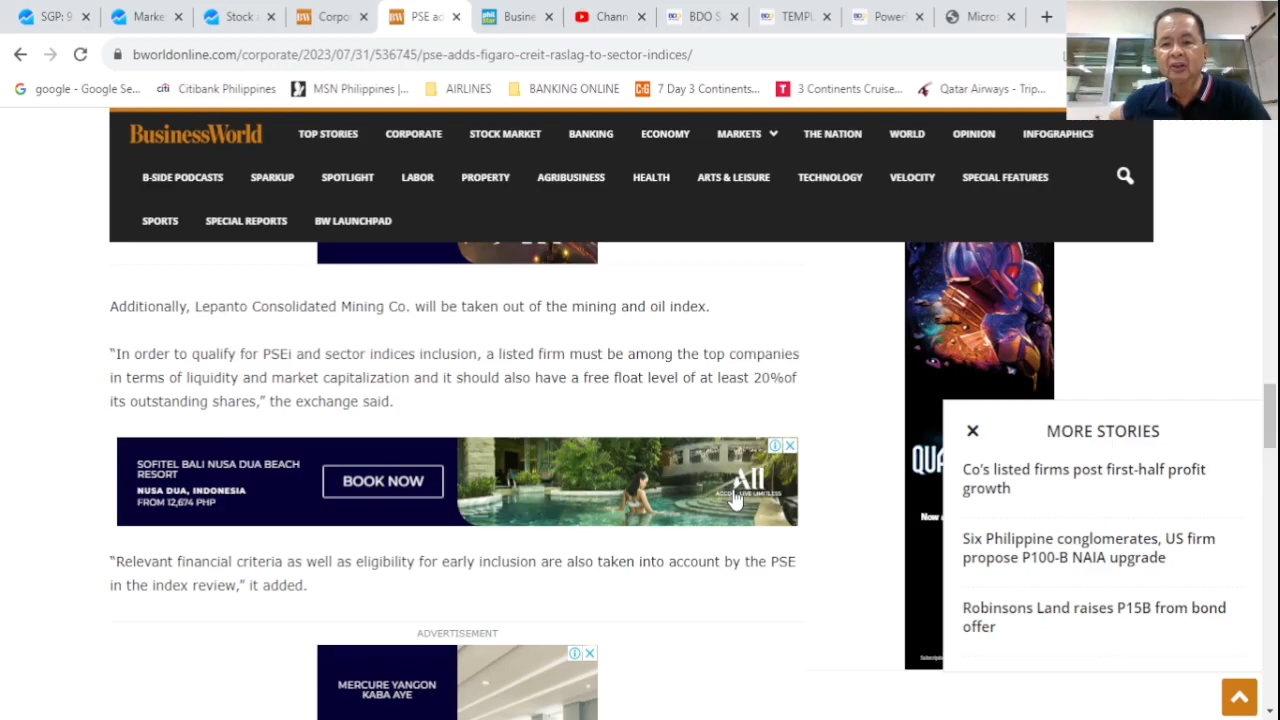 SGP: 9
Marke
Stock x
Corpo
PSE ad
Busine
Chann
BDO S
TEMPL
Poweri
Micros
bworldonline.com/corporate/2023/07/31/536745/pse-adds-figaro-creit-raslag-to-sector-indices/
google - Google Se...
Citibank Philippines
MSN Philippines |...
AIRLINES
BANKING ONLINE
7 Day 3 Continents...
3 Continents Cruise...
Qatar Airways - Trip...
BusinessWorld
TOP STORIES
CORPORATE
STOCK MARKET
BANKING
ECONOMY
MARKETS
THE NATION
WORLD
OPINION
INFOGRAPHICS
B-SIDE PODCASTS
SPARKUP
SPOTLIGHT
LABOR
PROPERTY
AGRIBUSINESS
HEALTH
ARTS & LEISURE
TECHNOLOGY
VELOCITY
SPECIAL FEATURES
SPORTS
SPECIAL REPORTS
BW LAUNCHPAD
Additionally, Lepanto Consolidated Mining Co. will be taken out of the mining and oil index.
“In order to qualify for PSEi and sector indices inclusion, a listed firm must be among the top companies
in terms of liquidity and market capitalization and it should also have a free float level of at least 20%of
its outstanding shares,” the exchange said.
SOFITEL BALI NUSA DUA BEACH
RESORT
NUSA DUA, INDONESIA
FROM 12,674 PHP
BOOK NOW
ALL
“Relevant financial criteria as well as eligibility for early inclusion are also taken into account by the PSE
in the index review,” it added.
ADVERTISEMENT
MERCURE YANGON
KABA AYE
QUA
Now
MORE STORIES
Co’s listed firms post first-half profit
growth
Six Philippine conglomerates, US firm
propose P100-B NAIA upgrade
Robinsons Land raises P15B from bond
offer